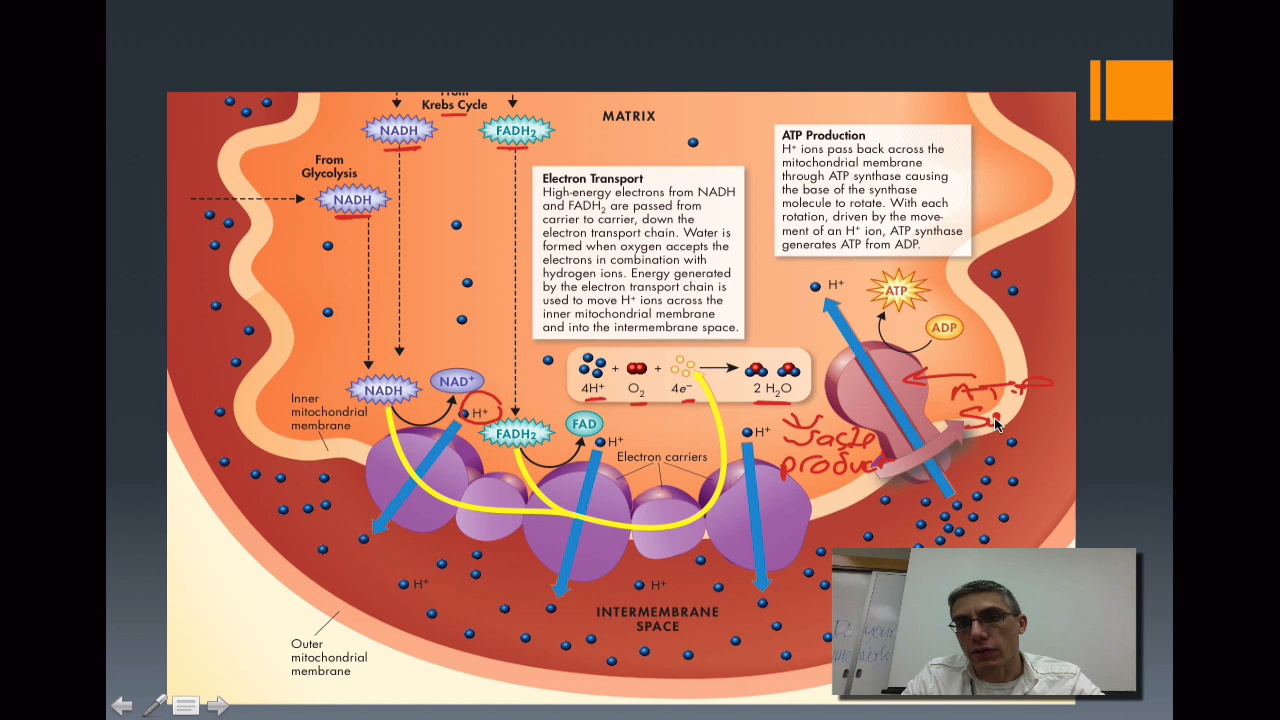 From
Krebs Cycle
NADH
FADH2
MATRIX
From
Glycolysis
NADH
Electron Transport
High-energy electrons from NADH
and FADH2 are passed from
carrier to carrier, down the
electron transport chain. Water is
formed when oxygen accepts the
electrons in combination with
hydrogen ions. Energy generated
by the electron transport chain is
used to move H+ ions across the
inner mitochondrial membrane
and into the intermembrane space.
ATP Production
H+ ions pass back across the
mitochondrial membrane
through ATP synthase causing
the base of the synthase
molecule to rotate. With each
rotation, driven by the move-
ment of an H+ ion, ATP synthase
generates ATP from ADP.
H+
ATP
ADP
4H+ + O2 + 4e− 2 H2O
NADH
NAD+
H+
FADH2
FAD
H+
H+
Inner
mitochondrial
membrane
Electron carriers
ATP
S
Waste
product
H+
H+
INTERMEMBRANE
SPACE
Outer
mitochondrial
membrane
Do your